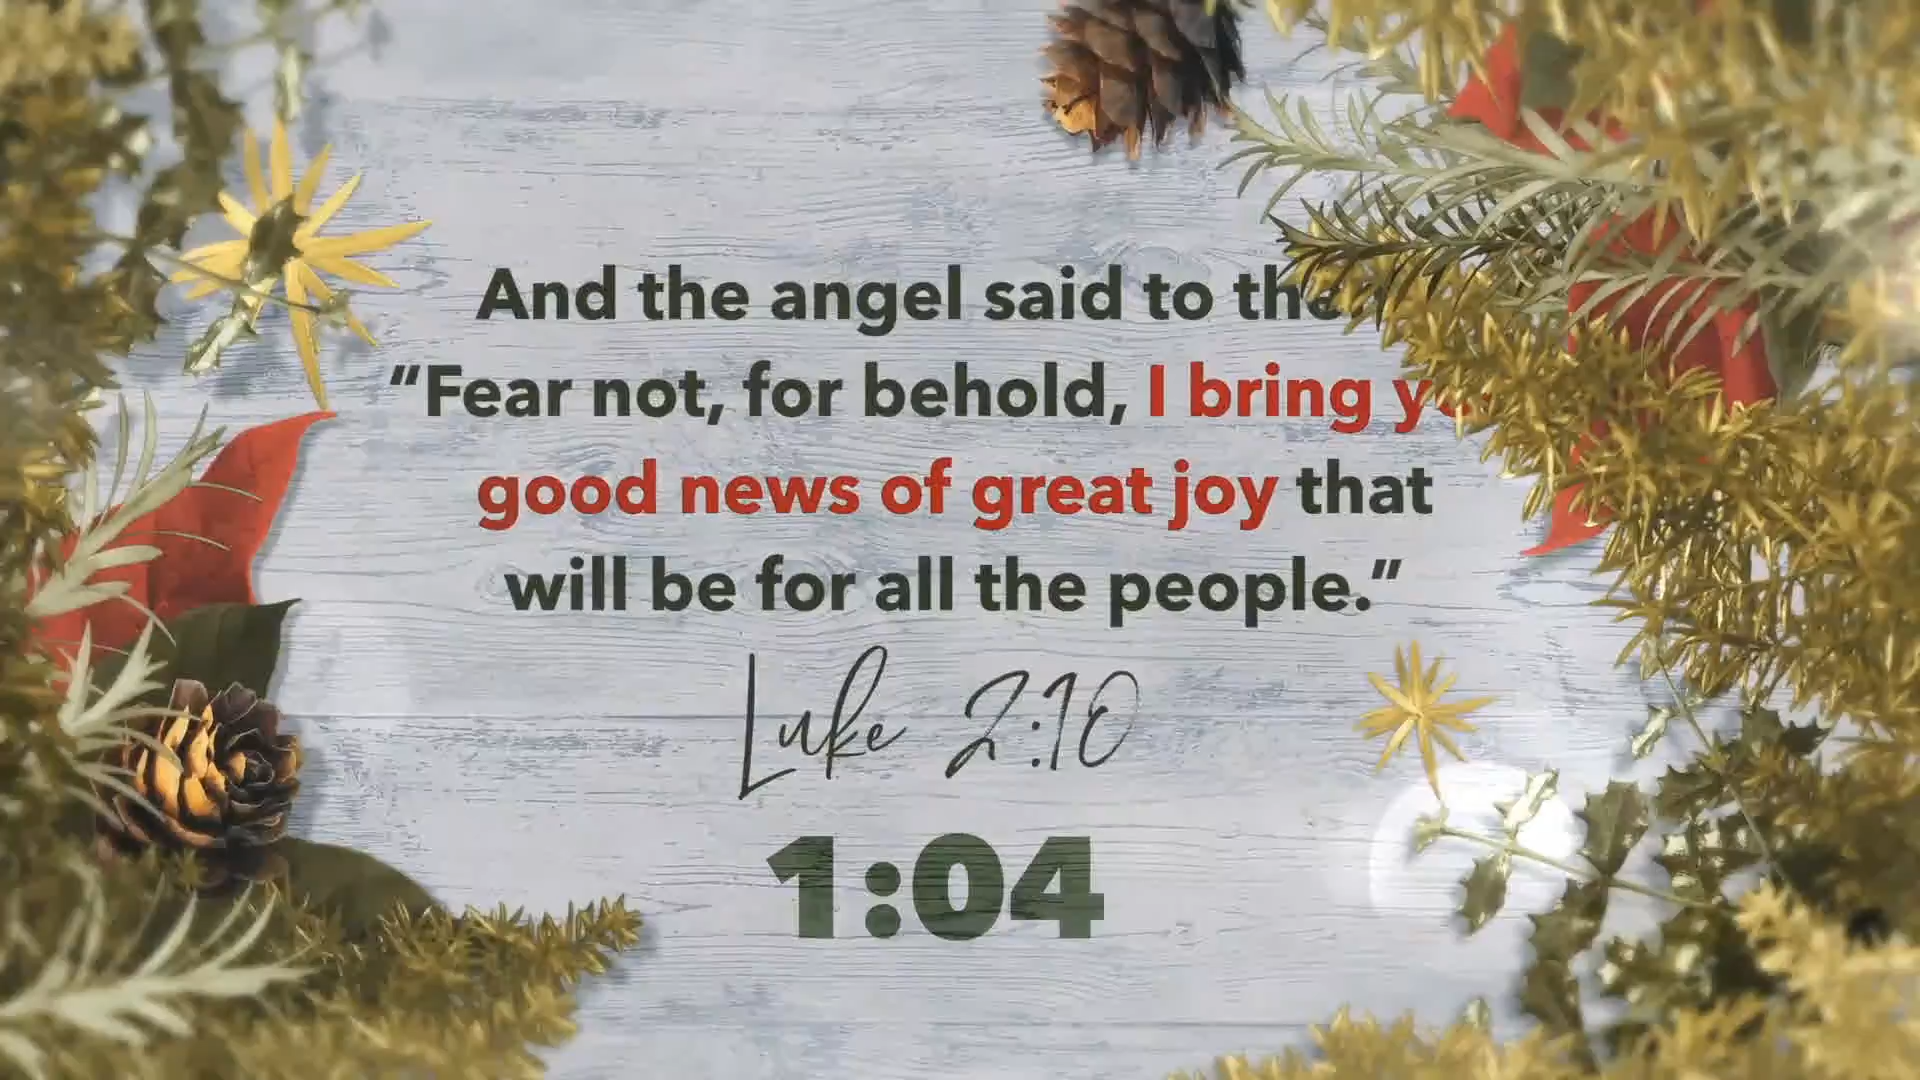 And the angel said to the
“Fear not, for behold, I bring
good news of great joy that
will be for all the people.”
Luke 2:10
1:04